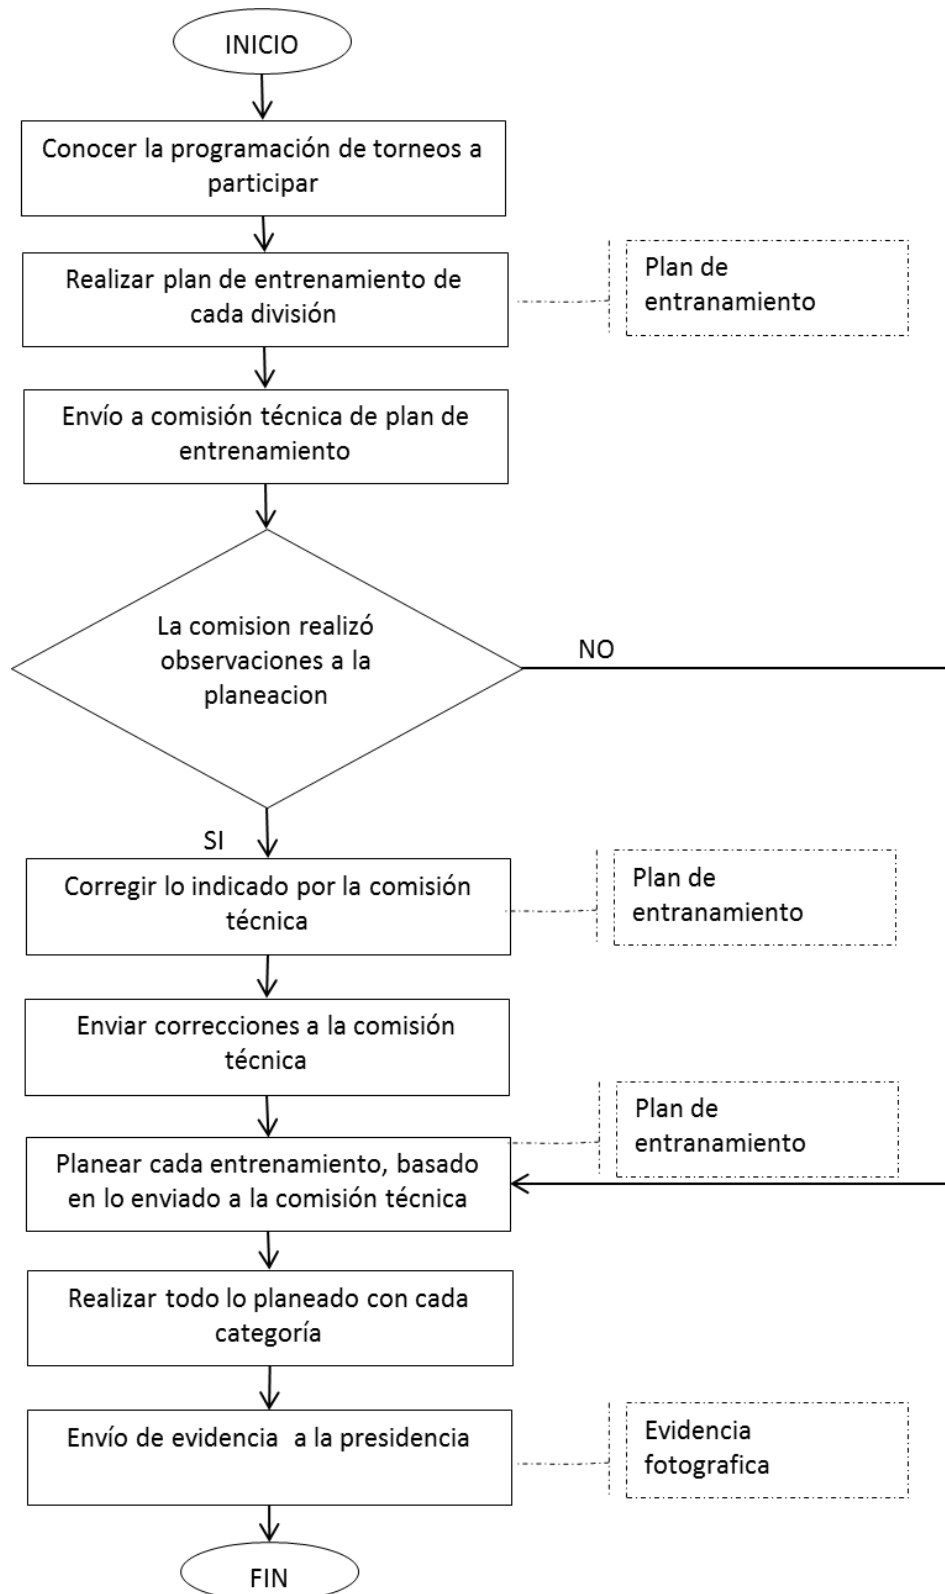 INICIO
Conocer la programación de torneos a
participar
Realizar plan de entrenamiento de
cada división
Plan de
entranamiento
Envío a comisión técnica de plan de
entrenamiento
La comision realizó
observaciones a la
planeacion
NO
SI
Corregir lo indicado por la comisión
técnica
Plan de
entranamiento
Enviar correcciones a la comisión
técnica
Planear cada entrenamiento, basado
en lo enviado a la comisión técnica
Plan de
entranamiento
Realizar todo lo planeado con cada
categoría
Envío de evidencia  a la presidencia
Evidencia
fotografica
FIN